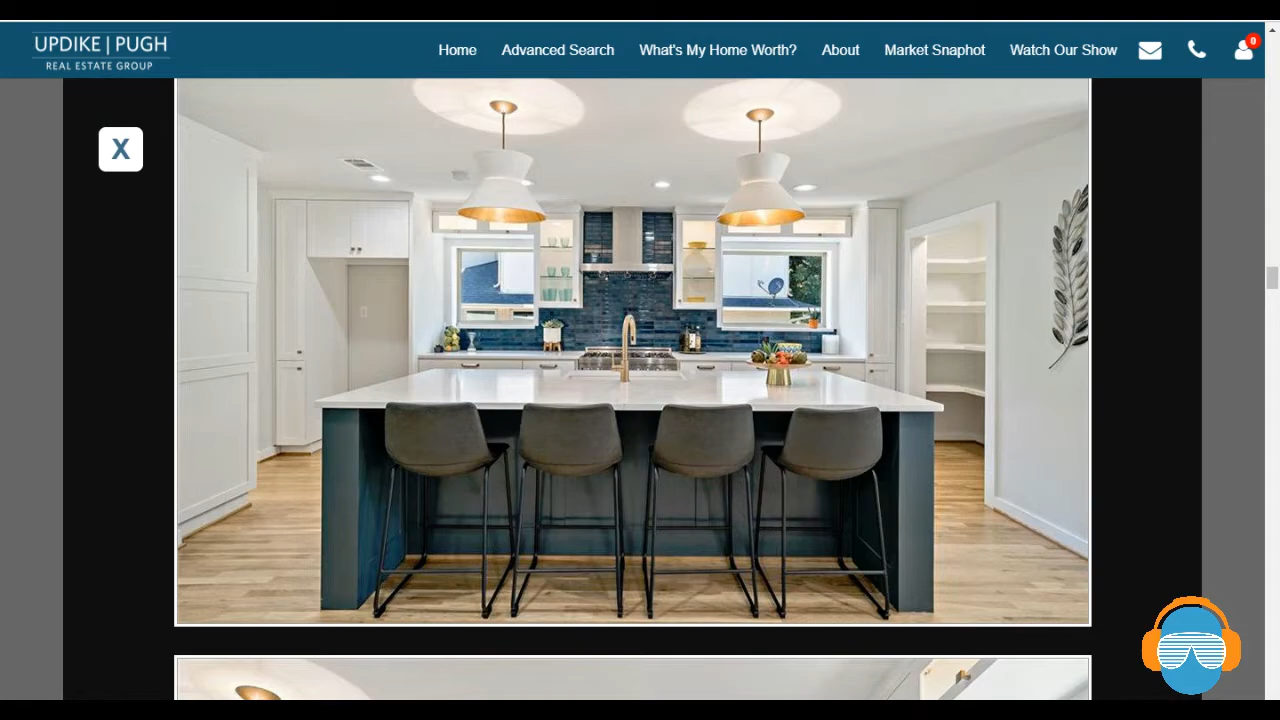 UPDIKE | PUGH
REAL ESTATE GROUP
Home Advanced Search What's My Home Worth? About Market Snaphot Watch Our Show 0
X